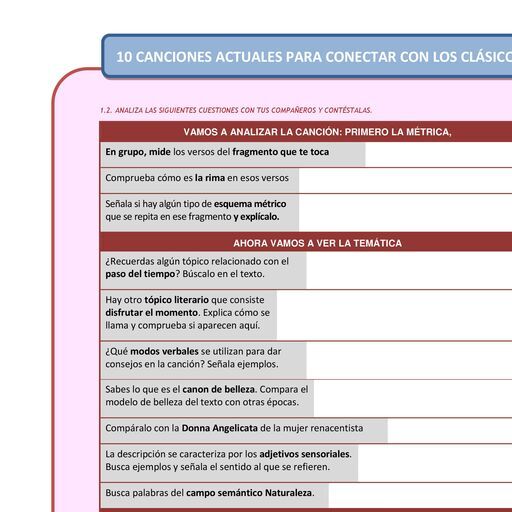 10 CANCIONES ACTUALES PARA CONECTAR CON LOS CLÁSICO
1.2. ANALIZA LAS SIGUIENTES CUESTIONES CON TUS COMPAÑEROS Y CONTÉSTALAS.
VAMOS A ANALIZAR LA CANCIÓN: PRIMERO LA MÉTRICA,
En grupo, mide los versos del fragmento que te toca
Comprueba cómo es la rima en esos versos
Señala si hay algún tipo de esquema métrico
que se repita en ese fragmento y explícalo.
AHORA VAMOS A VER LA TEMÁTICA
¿Recuerdas algún tópico relacionado con el
paso del tiempo? Búscalo en el texto.
Hay otro tópico literario que consiste
disfrutar el momento. Explica cómo se
llama y comprueba si aparecen aquí.
¿Qué modos verbales se utilizan para dar
consejos en la canción? Señala ejemplos.
Sabes lo que es el canon de belleza. Compara el
modelo de belleza del texto con otras épocas.
Compáralo con la Donna Angelicata de la mujer renacentista
La descripción se caracteriza por los adjetivos sensoriales.
Busca ejemplos y señala el sentido al que se refieren.
Busca palabras del campo semántico Naturaleza.